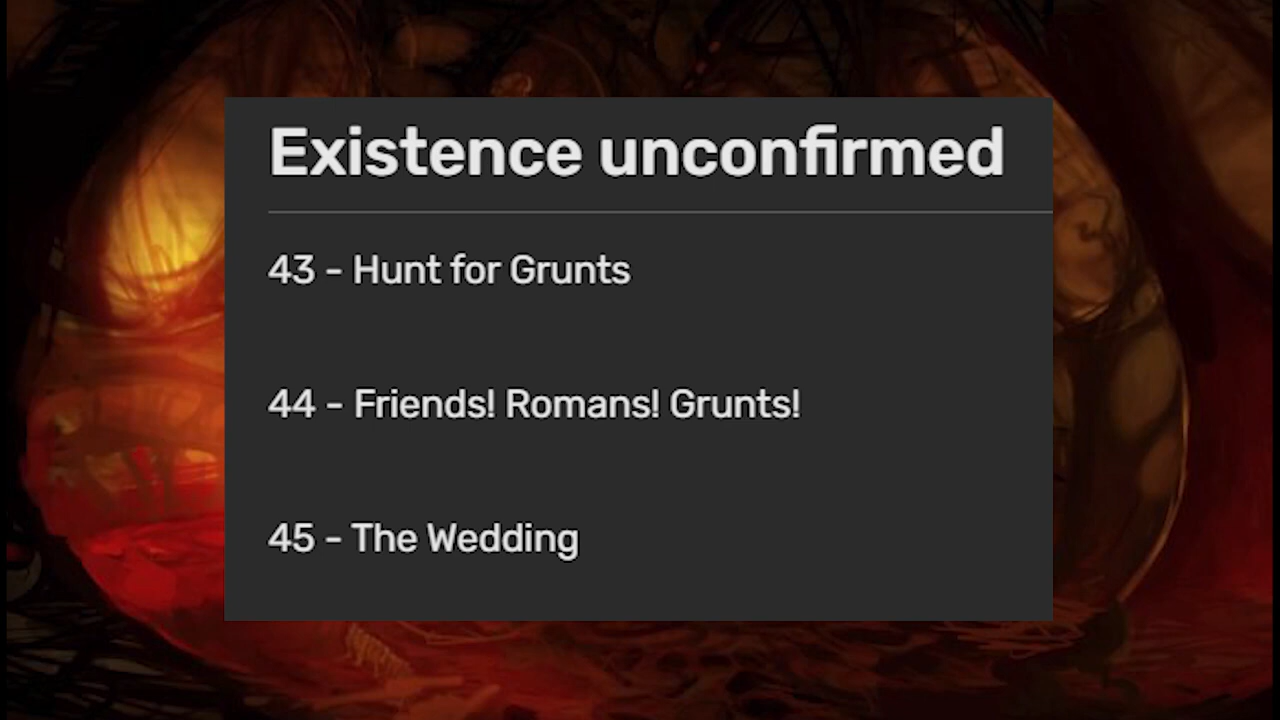 Existence unconfirmed
43 - Hunt for Grunts
44 - Friends! Romans! Grunts!
45 - The Wedding